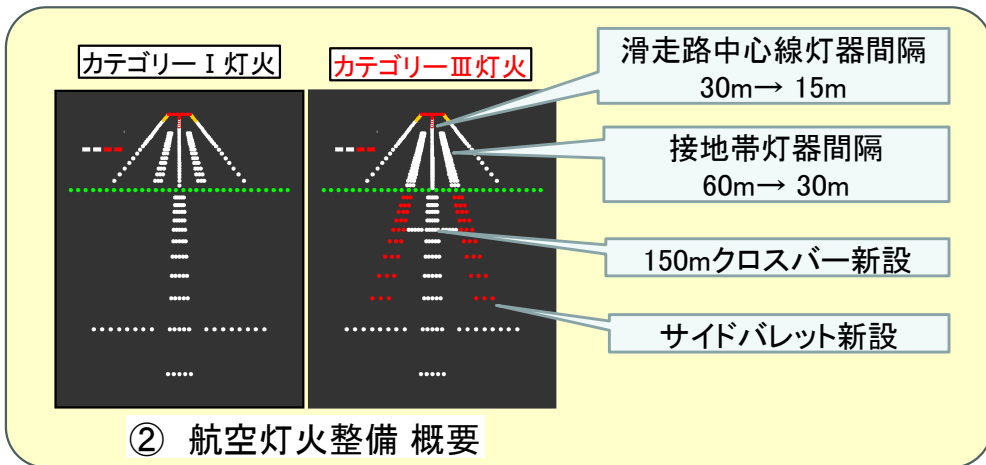 カテゴリーⅠ灯火
カテゴリーⅢ灯火
滑走路中心線灯器間隔
30m→ 15m
接地帯灯器間隔
60m→ 30m
150mクロスバー新設
サイドバレット新設
② 航空灯火整備 概要